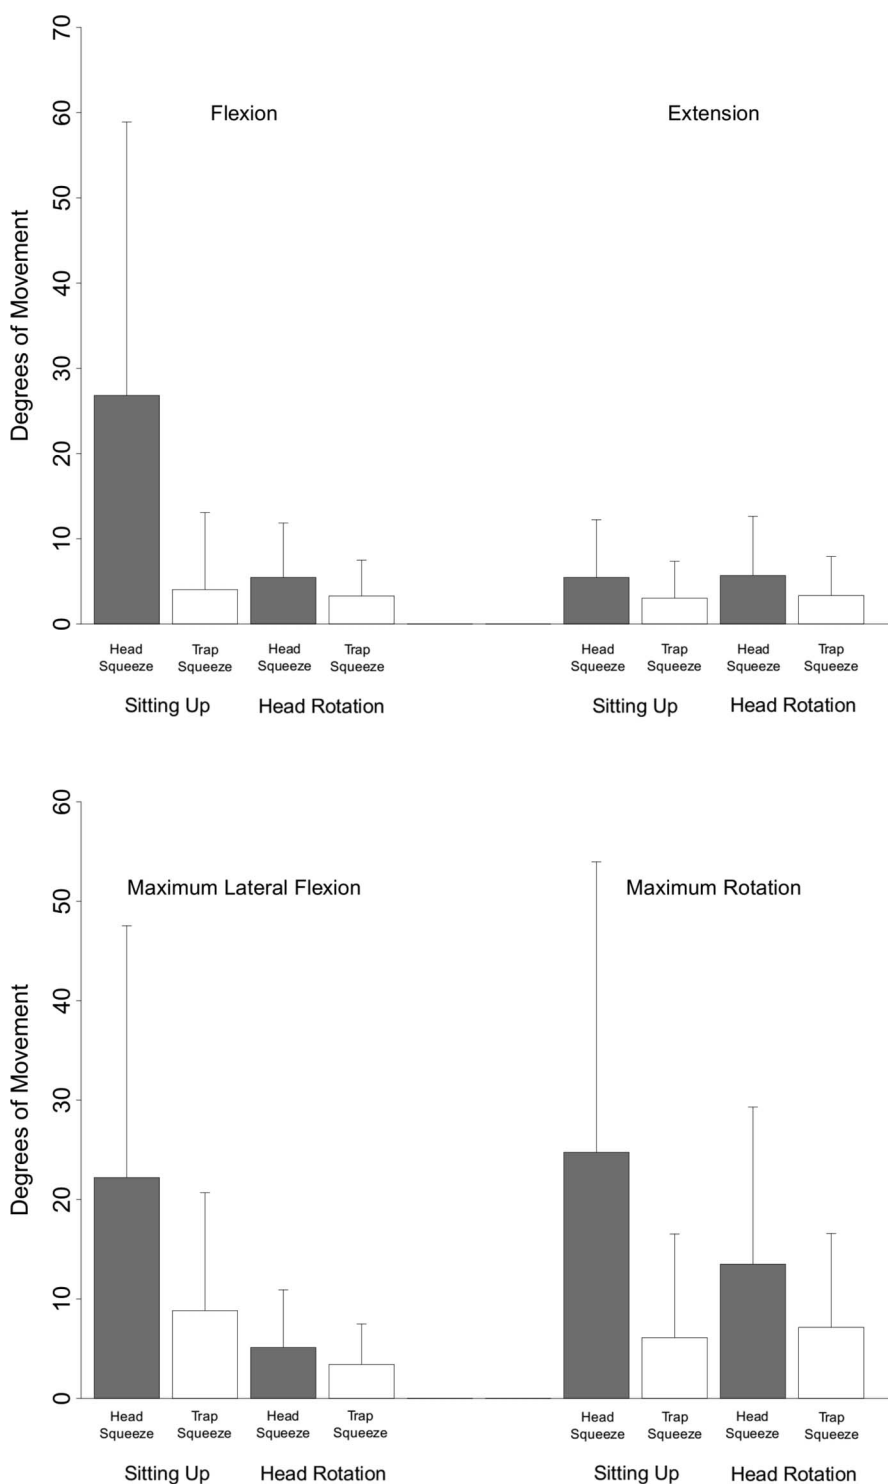 70
60
50
40
30
20
10
0
Degrees of Movement
Flexion
Extension
Head Squeeze
Trap Squeeze
Head Squeeze
Trap Squeeze
Head Squeeze
Trap Squeeze
Head Squeeze
Trap Squeeze
Sitting Up
Head Rotation
Sitting Up
Head Rotation
60
50
40
30
20
10
0
Degrees of Movement
Maximum Lateral Flexion
Maximum Rotation
Head Squeeze
Trap Squeeze
Head Squeeze
Trap Squeeze
Head Squeeze
Trap Squeeze
Head Squeeze
Trap Squeeze
Sitting Up
Head Rotation
Sitting Up
Head Rotation